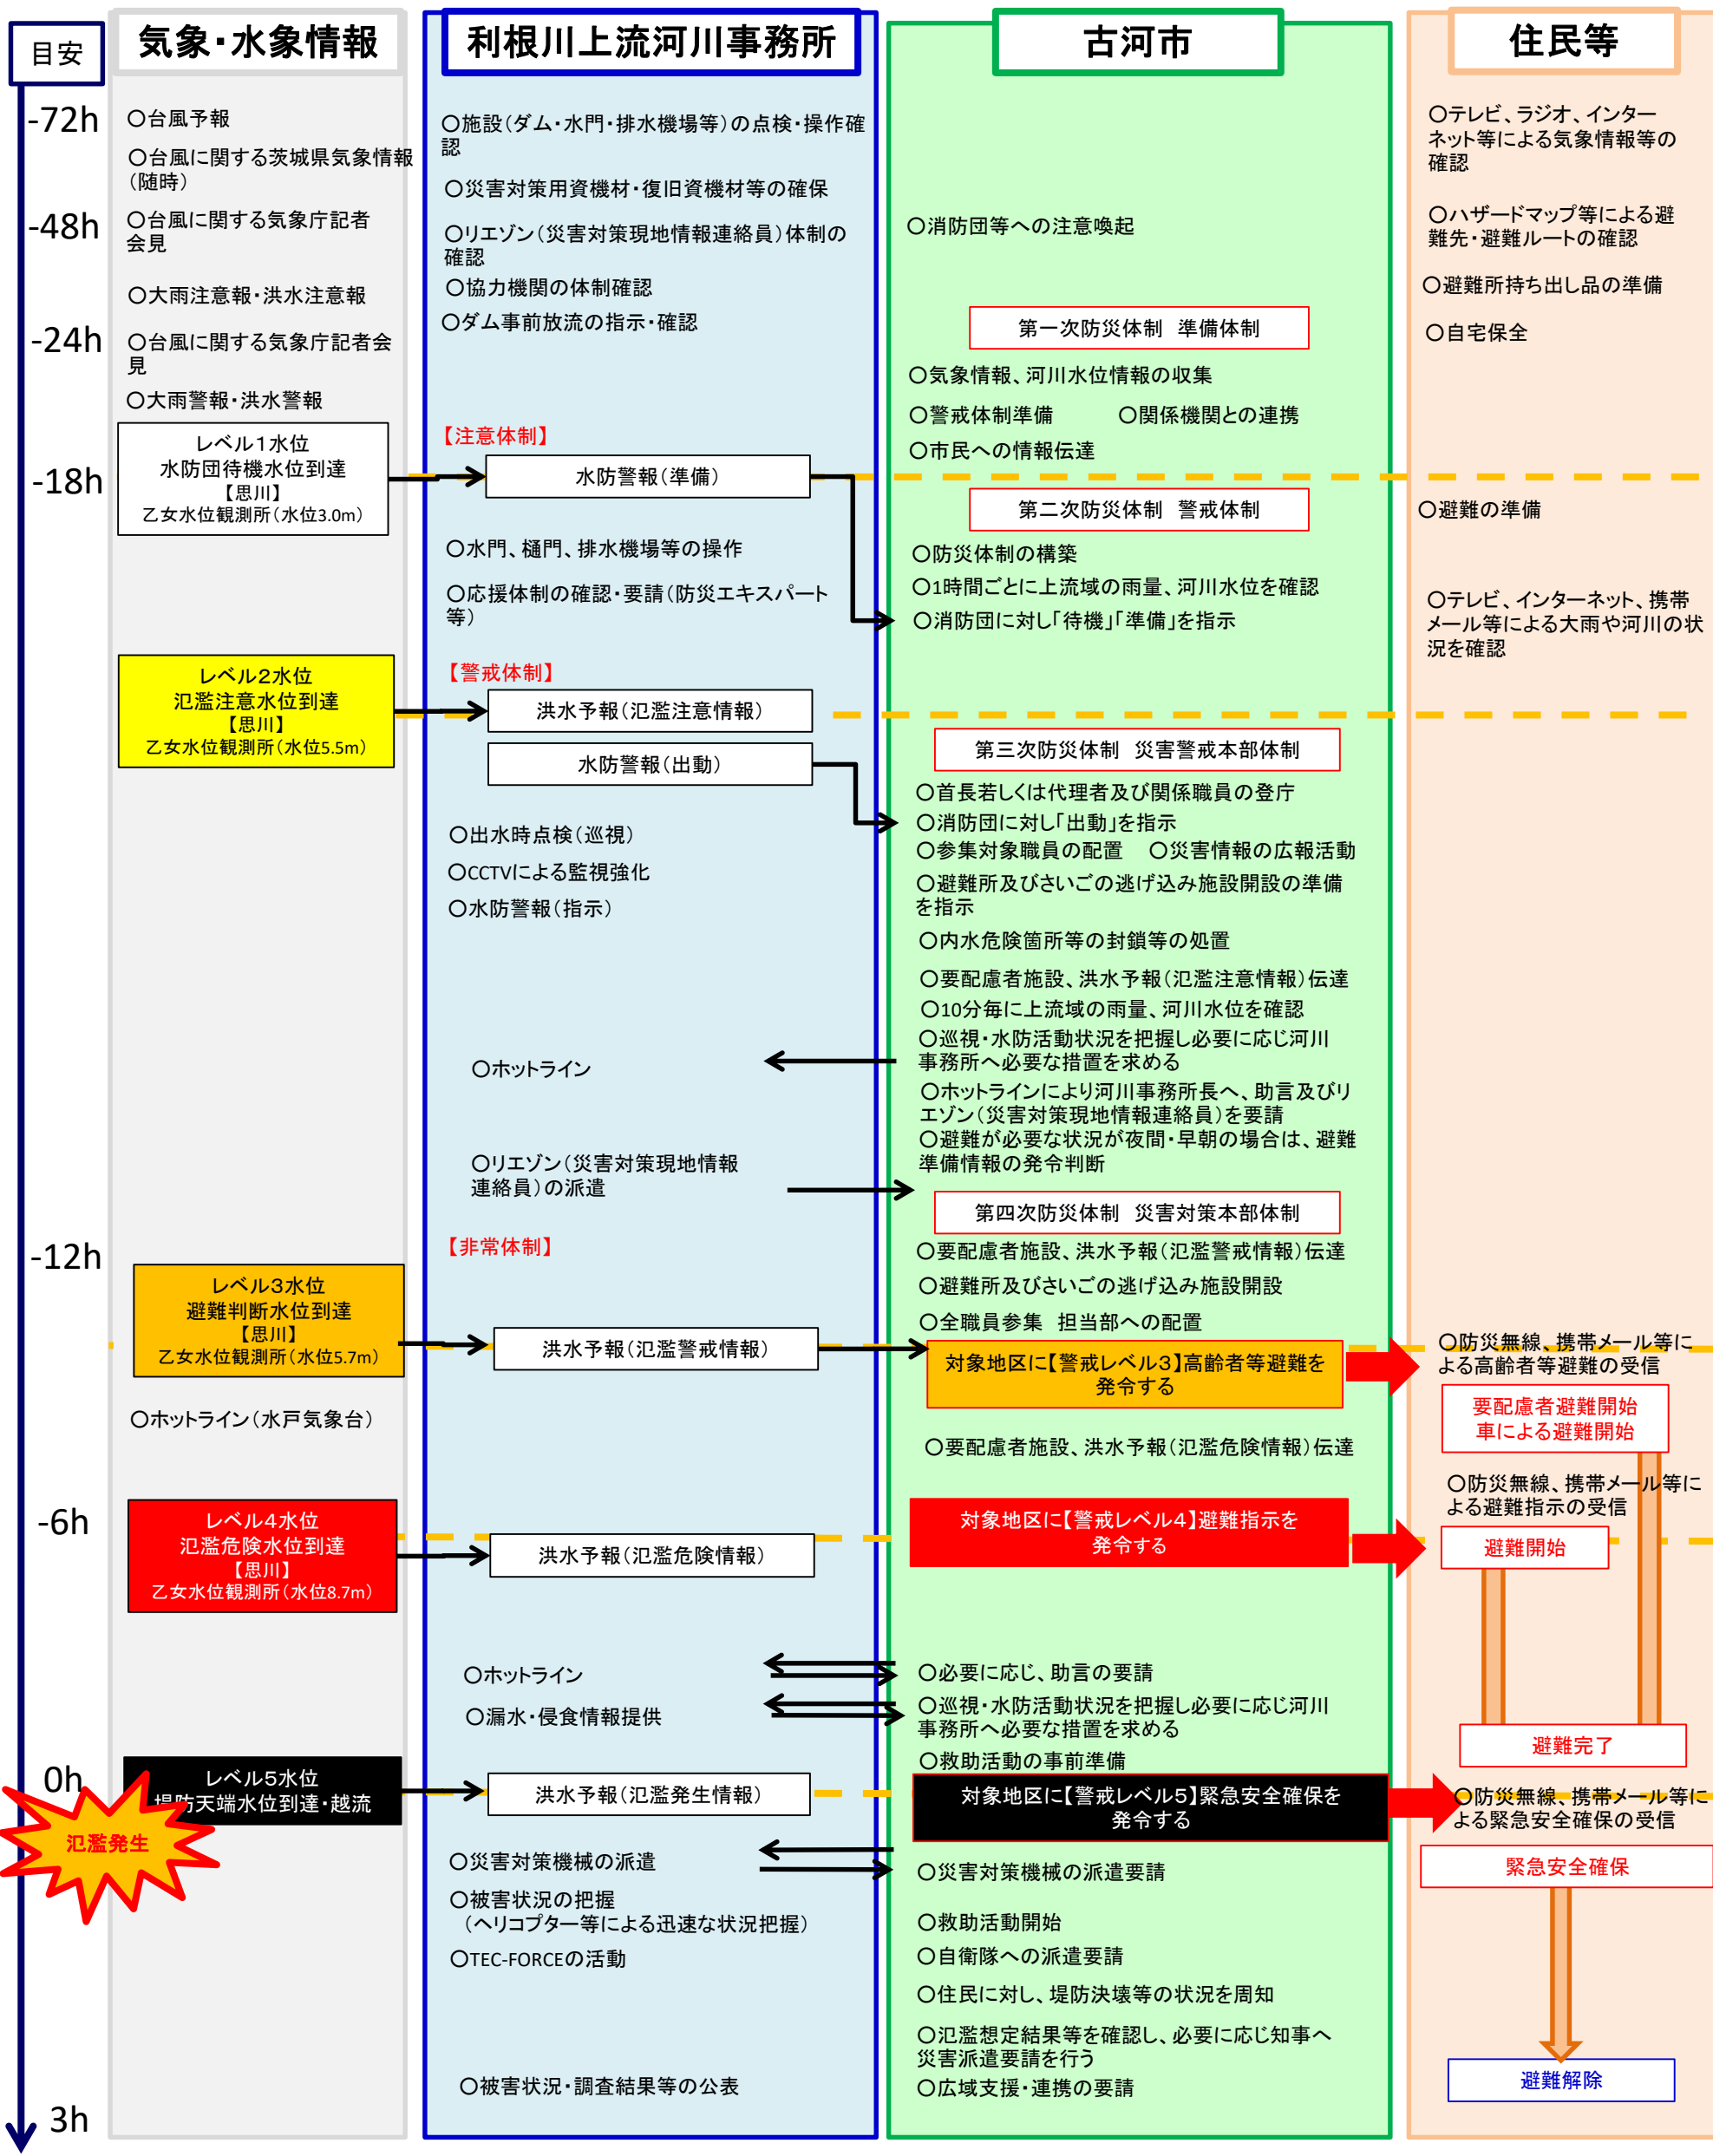 目安
-72h
-48h
-24h
-18h
-12h
-6h
0h
3h
気象・水象情報
〇台風予報
〇台風に関する茨城県気象情報
(随時)
〇台風に関する気象庁記者
会見
〇大雨注意報・洪水注意報
〇台風に関する気象庁記者会
見
〇大雨警報・洪水警報
レベル１水位
水防団待機水位到達
【思川】
乙女水位観測所(水位3.0m)
レベル２水位
氾濫注意水位到達
【思川】
乙女水位観測所(水位5.5m)
レベル３水位
避難判断水位到達
【思川】
乙女水位観測所(水位5.7m)
〇ホットライン(水戸気象台)
レベル４水位
氾濫危険水位到達
【思川】
乙女水位観測所(水位8.7m)
レベル５水位
堤防天端水位到達・越流
氾濫発生
利根川上流河川事務所
〇施設(ダム・水門・排水機場等)の点検・操作確
認
〇災害対策用資機材・復旧資機材等の確保
〇リエゾン(災害対策現地情報連絡員)体制の
確認
〇協力機関の体制確認
〇ダム事前放流の指示・確認
【注意体制】
水防警報(準備)
〇水門、樋門、排水機場等の操作
〇応援体制の確認・要請(防災エキスパート
等)
【警戒体制】
洪水予報(氾濫注意情報)
水防警報(出動)
〇出水時点検(巡視)
〇CCTVによる監視強化
〇水防警報(指示)
〇ホットライン
〇リエゾン(災害対策現地情報
連絡員)の派遣
【非常体制】
洪水予報(氾濫警戒情報)
洪水予報(氾濫危険情報)
〇ホットライン
〇漏水・侵食情報提供
洪水予報(氾濫発生情報)
〇災害対策機械の派遣
〇被害状況の把握
(ヘリコプター等による迅速な状況把握)
〇TEC-FORCEの活動
〇被害状況・調査結果等の公表
古河市
〇消防団等への注意喚起
第一次防災体制　準備体制
〇気象情報、河川水位情報の収集
〇警戒体制準備　〇関係機関との連携
〇市民への情報伝達
第二次防災体制　警戒体制
〇防災体制の構築
〇1時間ごとに上流域の雨量、河川水位を確認
〇消防団に対し「待機」「準備」を指示
第三次防災体制　災害警戒本部体制
〇首長若しくは代理者及び関係職員の登庁
〇消防団に対し「出動」を指示
〇参集対象職員の配置　〇災害情報の広報活動
〇避難所及びさいごの逃げ込み施設開設の準備
を指示
〇内水危険箇所等の封鎖等の処置
〇要配慮者施設、洪水予報(氾濫注意情報)伝達
〇10分毎に上流域の雨量、河川水位を確認
〇巡視・水防活動状況を把握し必要に応じ河川
事務所へ必要な措置を求める
〇ホットラインにより河川事務所長へ、助言及びリ
エゾン(災害対策現地情報連絡員)を要請
〇避難が必要な状況が夜間・早朝の場合は、避難
準備情報の発令判断
第四次防災体制　災害対策本部体制
〇要配慮者施設、洪水予報(氾濫警戒情報)伝達
〇避難所及びさいごの逃げ込み施設開設
〇全職員参集　担当部への配置
対象地区に【警戒レベル３】高齢者等避難を
発令する
〇要配慮者施設、洪水予報(氾濫危険情報)伝達
対象地区に【警戒レベル４】避難指示を
発令する
〇必要に応じ、助言の要請
〇巡視・水防活動状況を把握し必要に応じ河川
事務所へ必要な措置を求める
〇救助活動の事前準備
対象地区に【警戒レベル５】緊急安全確保を
発令する
〇災害対策機械の派遣要請
〇救助活動開始
〇自衛隊への派遣要請
〇住民に対し、堤防決壊等の状況を周知
〇氾濫想定結果等を確認し、必要に応じ知事へ
災害派遣要請を行う
〇広域支援・連携の要請
住民等
〇テレビ、ラジオ、インター
ネット等による気象情報等の
確認
〇ハザードマップ等による避
難先・避難ルートの確認
〇避難所持ち出し品の準備
〇自宅保全
〇避難の準備
〇テレビ、インターネット、携帯
メール等による大雨や河川の状
況を確認
〇防災無線、携帯メール等に
よる高齢者等避難の受信
要配慮者避難開始
車による避難開始
〇防災無線、携帯メール等に
よる避難指示の受信
避難開始
避難完了
〇防災無線、携帯メール等に
よる緊急安全確保の受信
緊急安全確保
避難解除